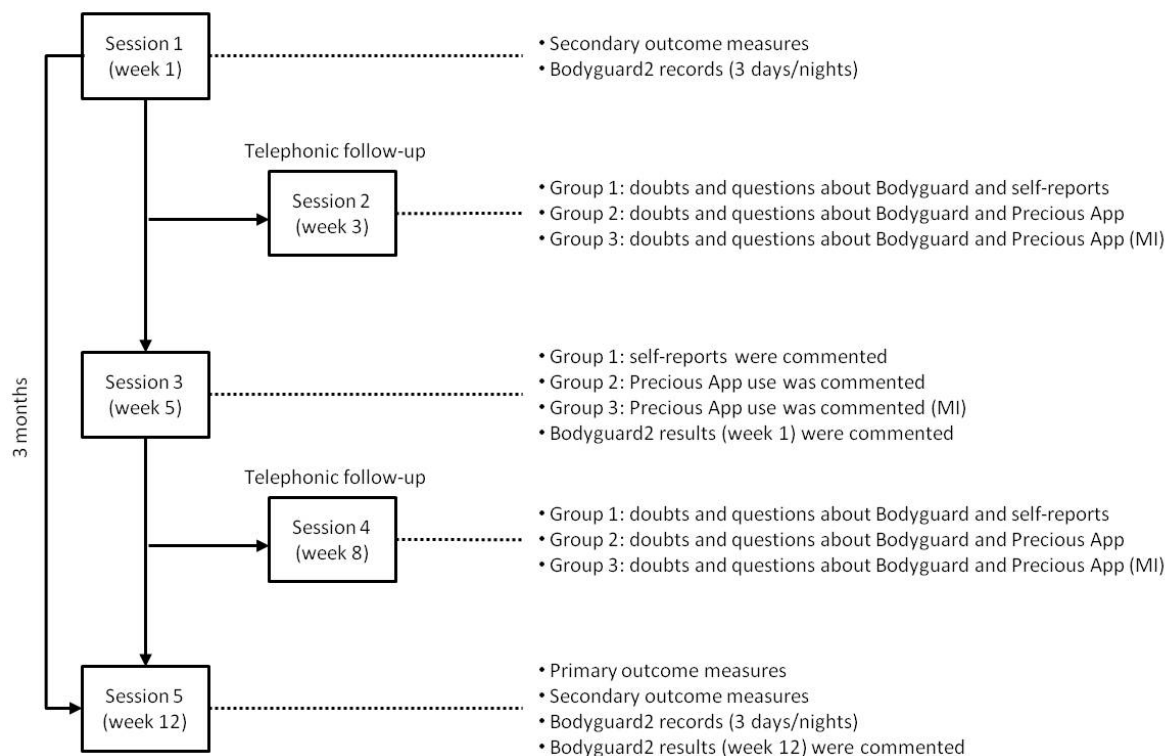 Session 1
(week 1)
• Secondary outcome measures
• Bodyguard2 records (3 days/nights)
Telephonic follow-up
Session 2
(week 3)
• Group 1: doubts and questions about Bodyguard and self-reports
• Group 2: doubts and questions about Bodyguard and Precious App
• Group 3: doubts and questions about Bodyguard and Precious App (MI)
3 months
Session 3
(week 5)
• Group 1: self-reports were commented
• Group 2: Precious App use was commented
• Group 3: Precious App use was commented (MI)
• Bodyguard2 results (week 1) were commented
Telephonic follow-up
Session 4
(week 8)
• Group 1: doubts and questions about Bodyguard and self-reports
• Group 2: doubts and questions about Bodyguard and Precious App
• Group 3: doubts and questions about Bodyguard and Precious App (MI)
Session 5
(week 12)
• Primary outcome measures
• Secondary outcome measures
• Bodyguard2 records (3 days/nights)
• Bodyguard2 results (week 12) were commented